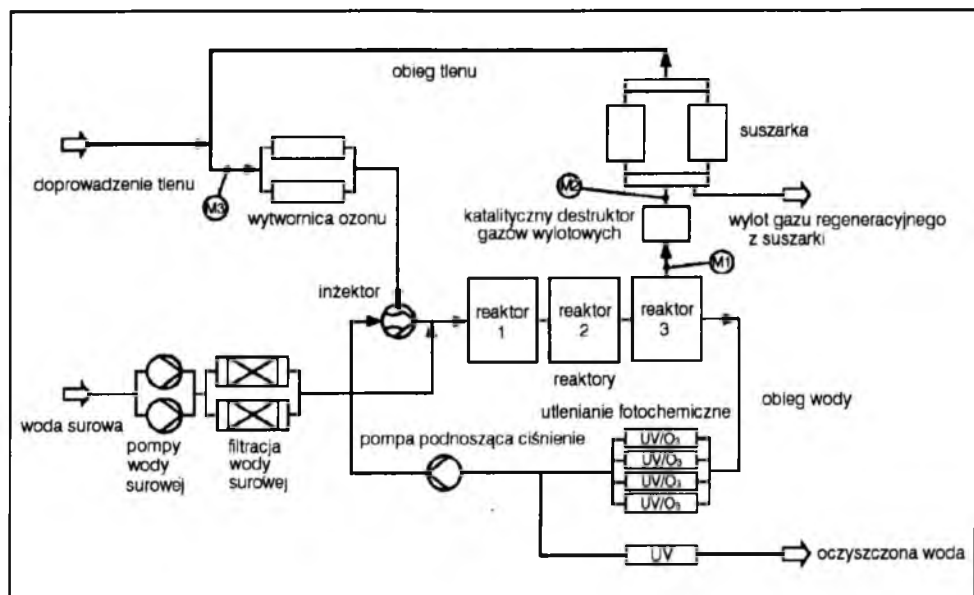 obieg tlenu
suszarka
doprowadzenie tlenu
M3
wytwornica ozonu
M2
katalityczny destruktor
gazów wylotowych
wylot gazu regeneracyjnego
z suszarki
M1
inżektor
reaktor
1
reaktor
2
reaktor
3
reaktory
obieg wody
woda surowa
pompy
wody
surowej
filtracja
wody
surowej
pompa podnosząca ciśnienie
utlenianie fotochemiczne
UV/O₃
UV/O₃
UV/O₃
UV/O₃
UV
oczyszczona woda